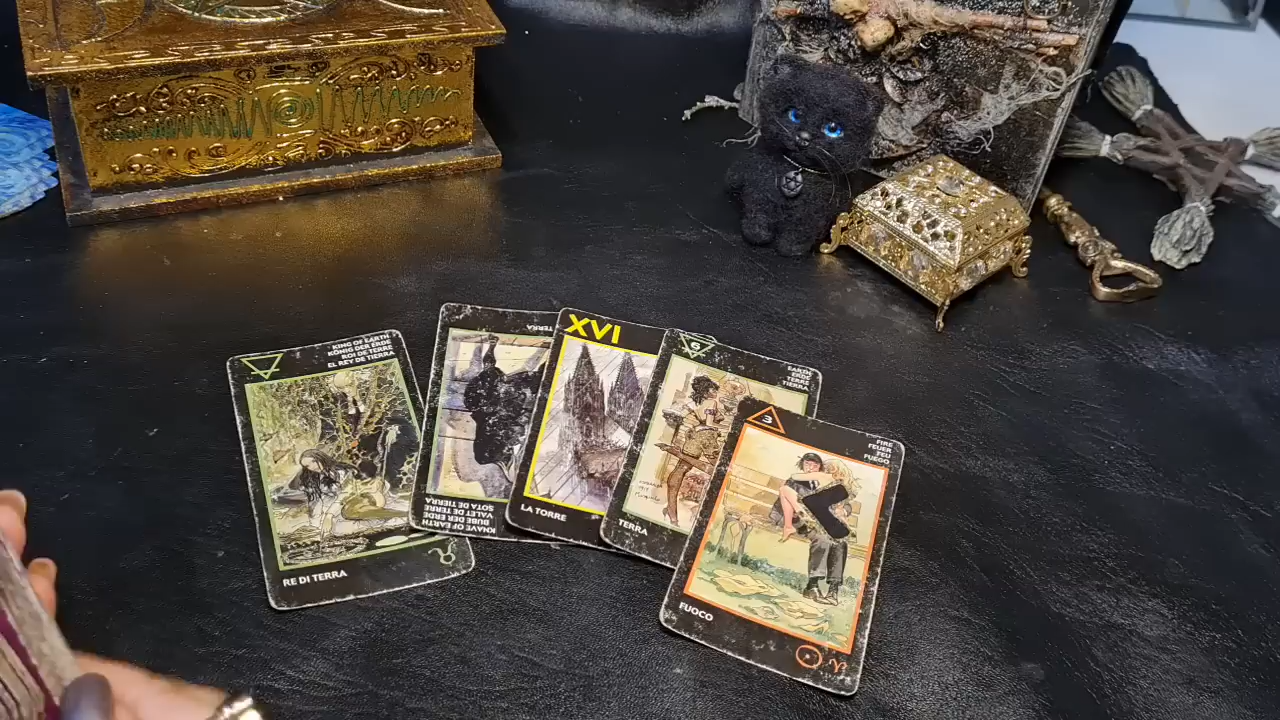 KING OF EARTH
KÖNIG DER ERDE
ROI DE TERRE
EL REY DE TIERRA
RE DI TERRA
TERRA
KNAVE OF EARTH
BUBE DER ERDE
VALET DE TERRE
SOTA DE TIERRA
XVI
LA TORRE
EARTH
ERDE
TERRE
TIERRA
TERRA
3
FIRE
FEUER
FEU
FUEGO
FUOCO